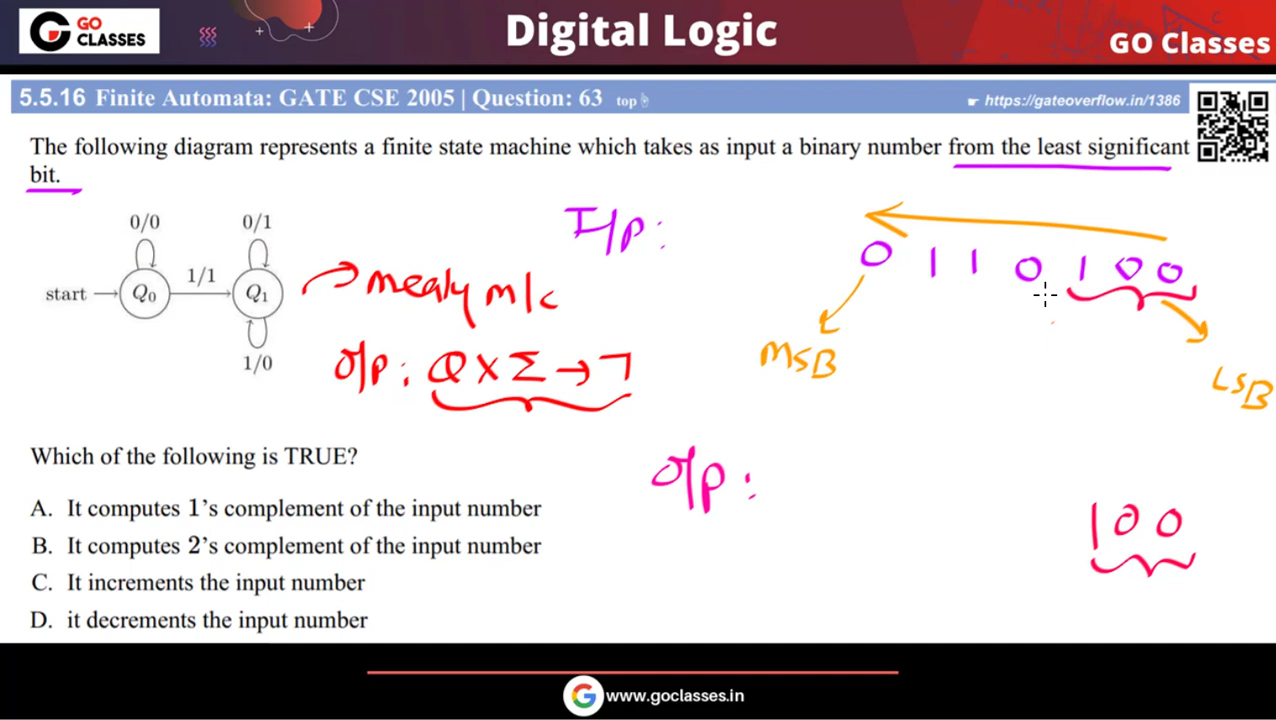 GO
CLASSES
Digital Logic
GO Classes
5.5.16 Finite Automata: GATE CSE 2005 | Question: 63 top
https://gateoverflow.in/1386
The following diagram represents a finite state machine which takes as input a binary number from the least significant
bit.
0/0 0/1
start Q0 1/1 Q1
1/0
mealy m/c
o/p: Q X Σ → Γ
I/p:
0 1 1 0 1 0 0
MSB
LSB
o/p:
1 0 0
Which of the following is TRUE?
A. It computes 1's complement of the input number
B. It computes 2's complement of the input number
C. It increments the input number
D. it decrements the input number
www.goclasses.in